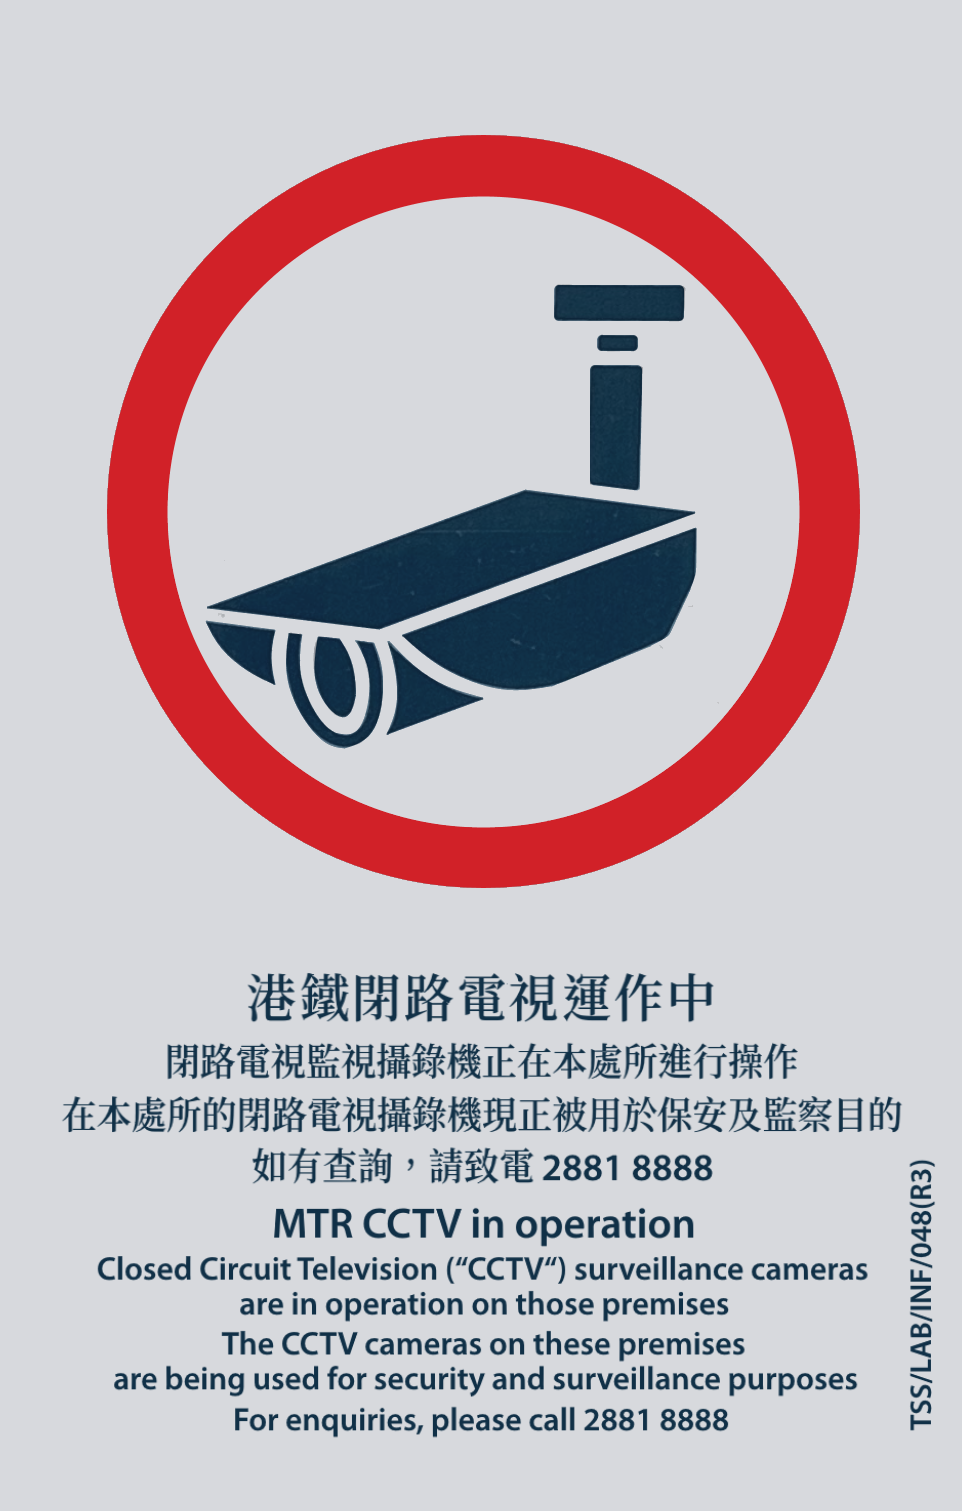 港鐵閉路電視運作中
閉路電視監視攝錄機正在本處所進行操作
在本處所的閉路電視攝錄機現正被用於保安及監察目的
如有查詢，請致電 2881 8888
MTR CCTV in operation
Closed Circuit Television (“CCTV“) surveillance cameras
are in operation on those premises
The CCTV cameras on these premises
are being used for security and surveillance purposes
For enquiries, please call 2881 8888
TSS/LAB/INF/048(R3)